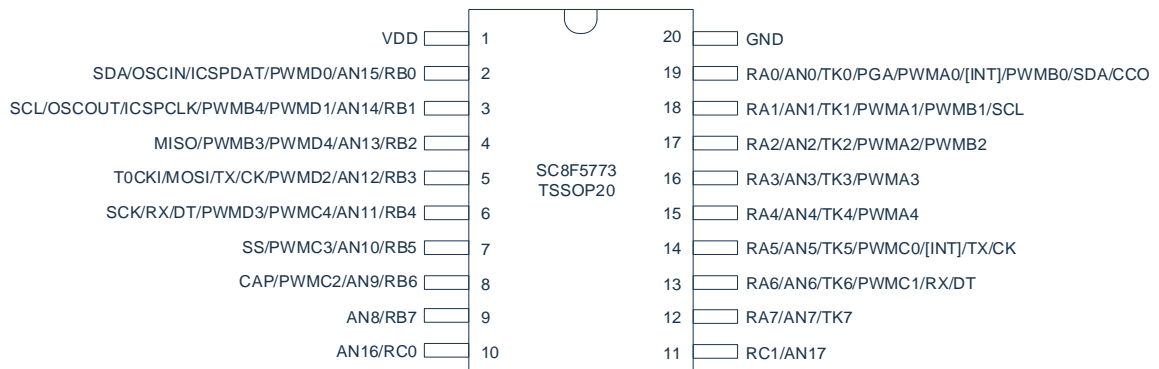 VDD 1 20 GND
SDA/OSCIN/ICSPDAT/PWMD0/AN15/RB0 2 19 RA0/AN0/TK0/PGA/PWMA0/[INT]/PWMB0/SDA/CCO
SCL/OSCOUT/ICSPCLK/PWMB4/PWMD1/AN14/RB1 3 18 RA1/AN1/TK1/PWMA1/PWMB1/SCL
MISO/PWMB3/PWMD4/AN13/RB2 4 17 RA2/AN2/TK2/PWMA2/PWMB2
SC8F5773
TSSOP20
T0CKI/MOSI/TX/CK/PWMD2/AN12/RB3 5 16 RA3/AN3/TK3/PWMA3
SCK/RX/DT/PWMD3/PWMC4/AN11/RB4 6 15 RA4/AN4/TK4/PWMA4
SS/PWMC3/AN10/RB5 7 14 RA5/AN5/TK5/PWMC0/[INT]/TX/CK
CAP/PWMC2/AN9/RB6 8 13 RA6/AN6/TK6/PWMC1/RX/DT
AN8/RB7 9 12 RA7/AN7/TK7
AN16/RC0 10 11 RC1/AN17